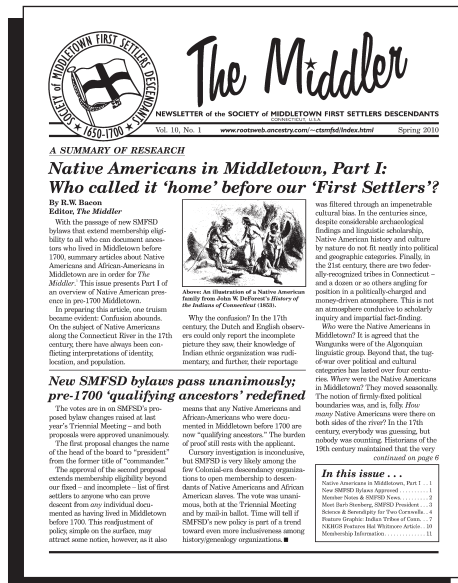 SOCIETY of MIDDLETOWN FIRST SETTLERS DESCENDANTS
★ 1650-1700 ★
The Middler
NEWSLETTER of the SOCIETY of MIDDLETOWN FIRST SETTLERS DESCENDANTS
CONNECTICUT, U.S.A.
Vol. 10, No. 1 www.rootsweb.ancestry.com/~ctsmfsd/Index.html Spring 2010
A SUMMARY OF RESEARCH
Native Americans in Middletown, Part I:
Who called it ‘home’ before our ‘First Settlers’?
By R.W. Bacon
Editor, The Middler
With the passage of new SMFSD
bylaws that extend membership eligi-
bility to all who can document ances-
tors who lived in Middletown before
1700, summary articles about Native
Americans and African-Americans in
Middletown are in order for The
Middler. This issue presents Part I of
an overview of Native American pres-
ence in pre-1700 Middletown.
In preparing this article, one truism
became evident: Confusion abounds.
On the subject of Native Americans
along the Connecticut River in the 17th
century, there have always been con-
flicting interpretations of identity,
location, and population.
Above: An illustration of a Native American
family from John W. DeForest's History of
the Indians of Connecticut (1853).
Why the confusion? In the 17th
century, the Dutch and English observ-
ers could only report the incomplete
picture they saw, their knowledge of
Indian ethnic organization was rudi-
mentary, and further, their reportage
was filtered through an impenetrable
cultural bias. In the centuries since,
despite considerable archaeological
findings and linguistic scholarship,
Native American history and culture
by nature do not fit neatly into political
and geographic categories. Finally, in
the 21st century, there are two feder-
ally-recognized tribes in Connecticut –
and a dozen or so others angling for
position in a politically-charged and
money-driven atmosphere. This is not
an atmosphere conducive to scholarly
inquiry and impartial fact-finding.
Who were the Native Americans in
Middletown? It is agreed that the
Wangunks were of the Algonquian
linguistic group. Beyond that, the tug-
of-war over political and cultural
categories has lasted over four centu-
ries. Where were the Native Americans
in Middletown? They moved seasonally.
The notion of firmly-fixed political
boundaries was, and is, folly. How
many Native Americans were there on
both sides of the river? In the 17th
century, everybody was guessing, but
nobody was counting. Historians of the
19th century maintained that the very
continued on page 6
New SMFSD bylaws pass unanimously;
pre-1700 ‘qualifying ancestors’ redefined
The votes are in on SMFSD's pro-
posed bylaw changes raised at last
year's Triennial Meeting – and both
proposals were approved unanimously.
The first proposal changes the name
of the head of the board to “president”
from the former title of “commander.”
The approval of the second proposal
extends membership eligibility beyond
our fixed – and incomplete – list of first
settlers to anyone who can prove
descent from any individual docu-
mented as having lived in Middletown
before 1700. This readjustment of
policy, simple on the surface, may
attract some notice, however, as it also
means that any Native Americans and
African-Americans who were docu-
mented in Middletown before 1700 are
now “qualifying ancestors.” The burden
of proof still rests with the applicant.
Cursory investigation is inconclusive,
but SMFSD is very likely among the
few Colonial-era descendancy organiza-
tions to open membership to descen-
dants of Native Americans and African
American slaves. The vote was unani-
mous, both at the Triennial Meeting
and by mail-in ballot. Time will tell if
SMFSD's new policy is part of a trend
toward even more inclusiveness among
history/genealogy organizations. ■
In this issue . . .
Native Americans in Middletown, Part I . . 1
New SMFSD Bylaws Approved . . . . . . . . . 1
Member Notes & SMFSD News. . . . . . . . . 2
Meet Barb Stenberg, SMFSD President . . . 3
Science & Serendipity for Two Cornwells . . 4
Feature Graphic: Indian Tribes of Conn. . . 7
NEHGS Features Hal Whitmore Article . . 10
Membership Information. . . . . . . . . . . . . 11